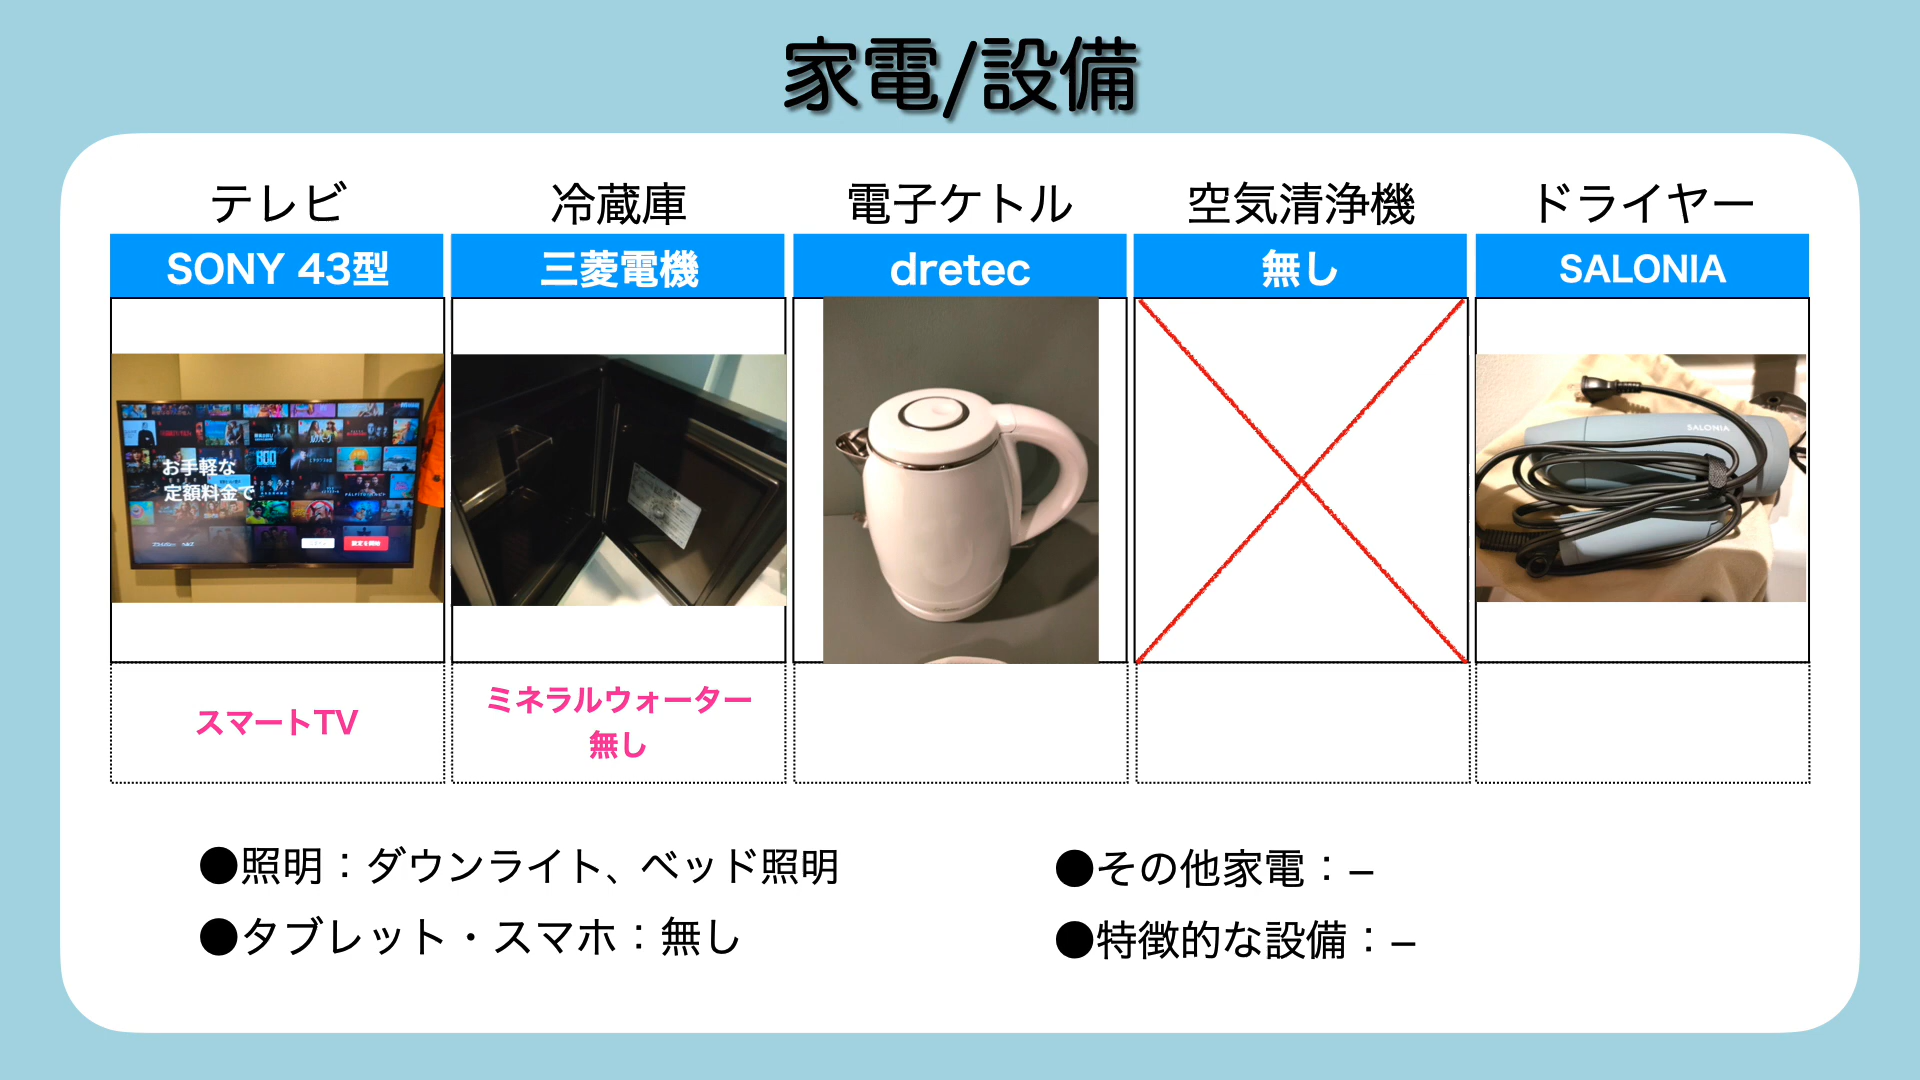 家電/設備
テレビ
冷蔵庫
電子ケトル
空気清浄機
ドライヤー
SONY 43型
三菱電機
dretec
無し
SALONIA
お手軽な
定額料金で
SALONIA
スマートTV
ミネラルウォーター
無し
●照明：ダウンライト、ベッド照明
●その他家電：–
●タブレット・スマホ：無し
●特徴的な設備：–